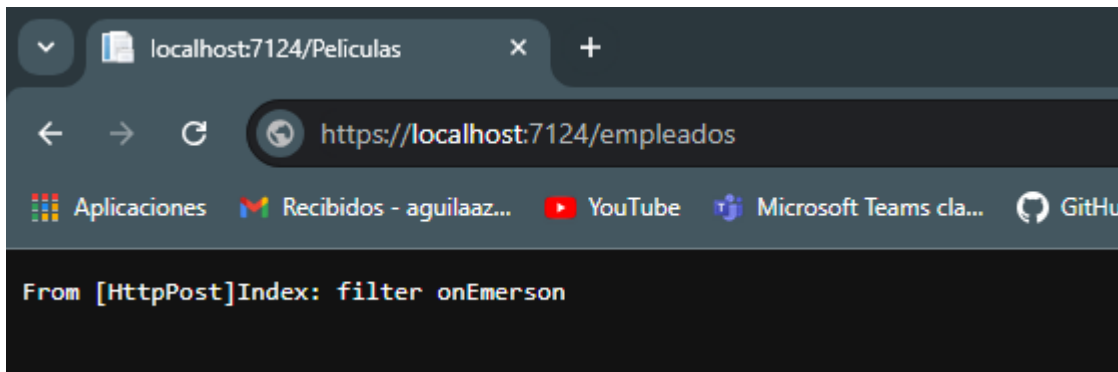 localhost:7124/Peliculas
https://localhost:7124/empleados
Aplicaciones Recibidos - aguilaaz... YouTube Microsoft Teams cla... GitHu
From [HttpPost]Index: filter onEmerson